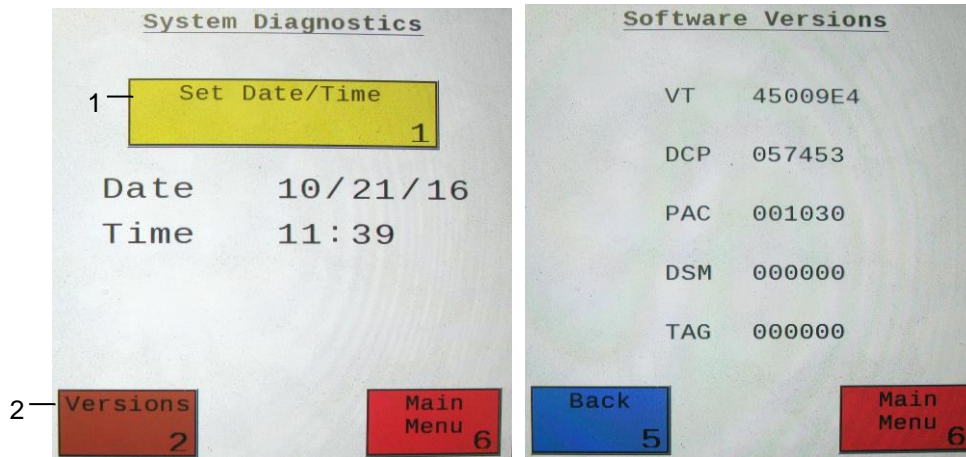 System Diagnostics
1
Set Date/Time
1
Date 10/21/16
Time 11:39
2
Versions
2
Main
Menu 6
Software Versions
VT 45009E4
DCP 057453
PAC 001030
DSM 000000
TAG 000000
Back
5
Main
Menu 6